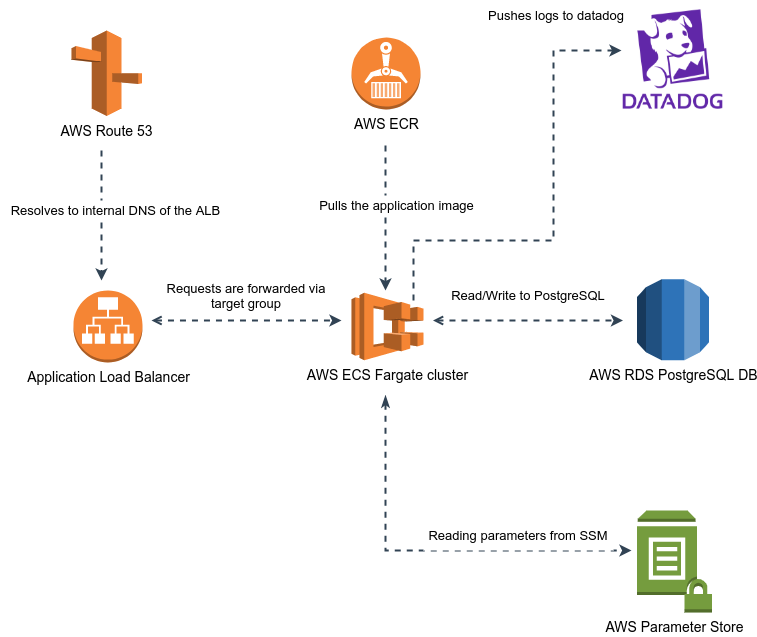 Pushes logs to datadog
DATADOG
AWS Route 53
AWS ECR
Resolves to internal DNS of the ALB
Pulls the application image
Requests are forwarded via
target group
Read/Write to PostgreSQL
Application Load Balancer
AWS ECS Fargate cluster
AWS RDS PostgreSQL DB
Reading parameters from SSM
AWS Parameter Store